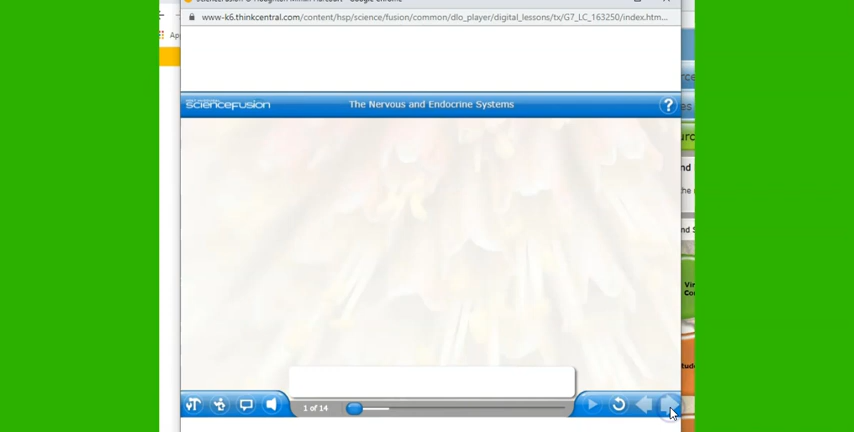 www-k6.thinkcentral.com/content/hsp/science/fusion/common/dlo_player/digital_lessons/tx/G7_LC_163250/index.htm...
SCIENCEFUSION
The Nervous and Endocrine Systems
?
1 of 14